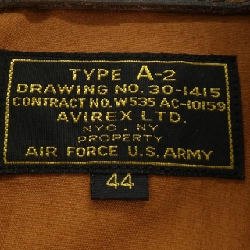 TYPE A-2
DRAWING NO. 30-1415
CONTRACT NO. W535 AC-10159
AVIREX LTD.
NYC, NY
PROPERTY
AIR FORCE U.S. ARMY
44